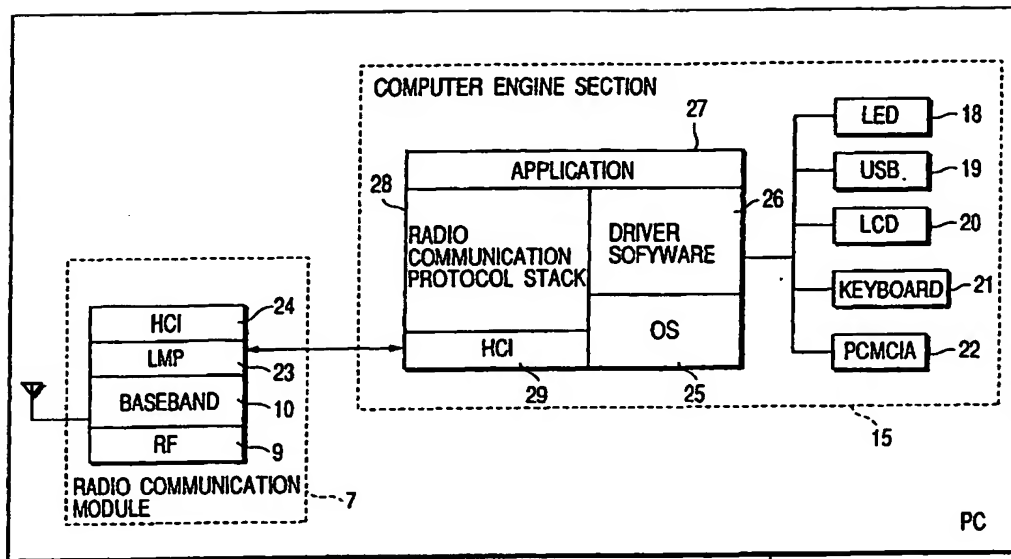 COMPUTER ENGINE SECTION
27
APPLICATION
28
RADIO
COMMUNICATION
PROTOCOL STACK
26
DRIVER
SOFYWARE
HCI
OS
29
25
LED
18
USB.
19
LCD
20
KEYBOARD
21
PCMCIA
22
15
HCI
24
LMP
23
BASEBAND
10
RF
9
RADIO COMMUNICATION
MODULE
7
PC